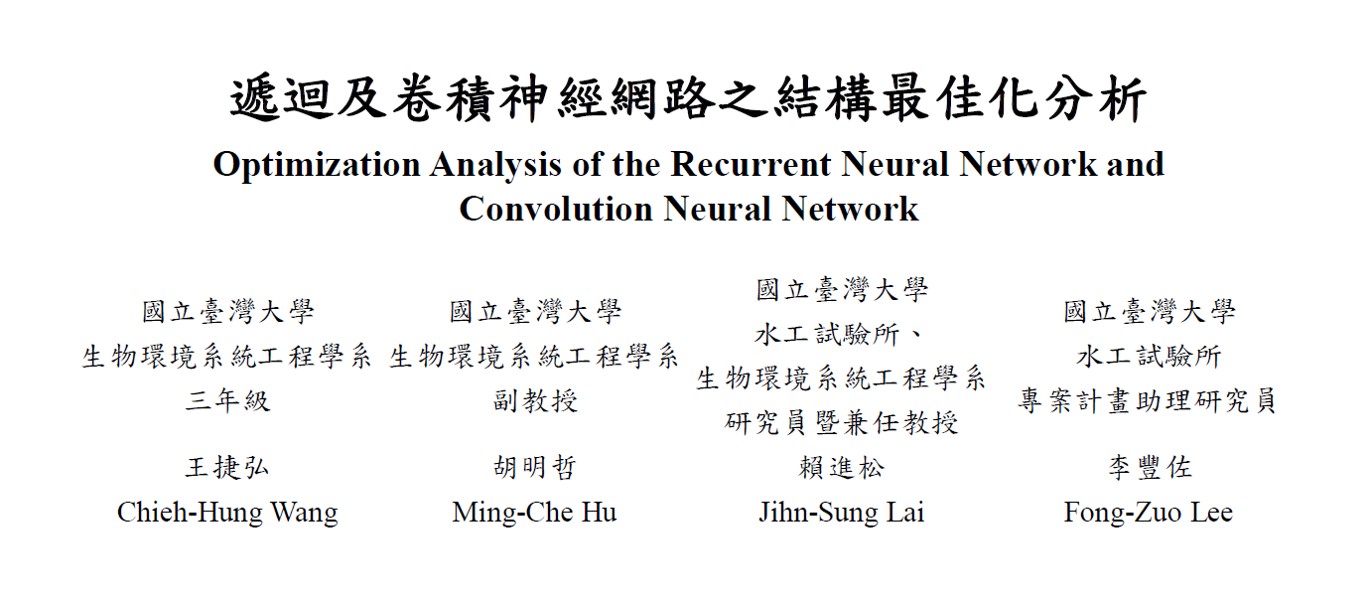 遞迴及卷積神經網路之結構最佳化分析
Optimization Analysis of the Recurrent Neural Network and
Convolution Neural Network
國立臺灣大學
生物環境系統工程學系
三年級
王捷弘
Chieh-Hung Wang
國立臺灣大學
生物環境系統工程學系
副教授
胡明哲
Ming-Che Hu
國立臺灣大學
水工試驗所、
生物環境系統工程學系
研究員暨兼任教授
賴進松
Jihn-Sung Lai
國立臺灣大學
水工試驗所
專案計畫助理研究員
李豐佐
Fong-Zuo Lee